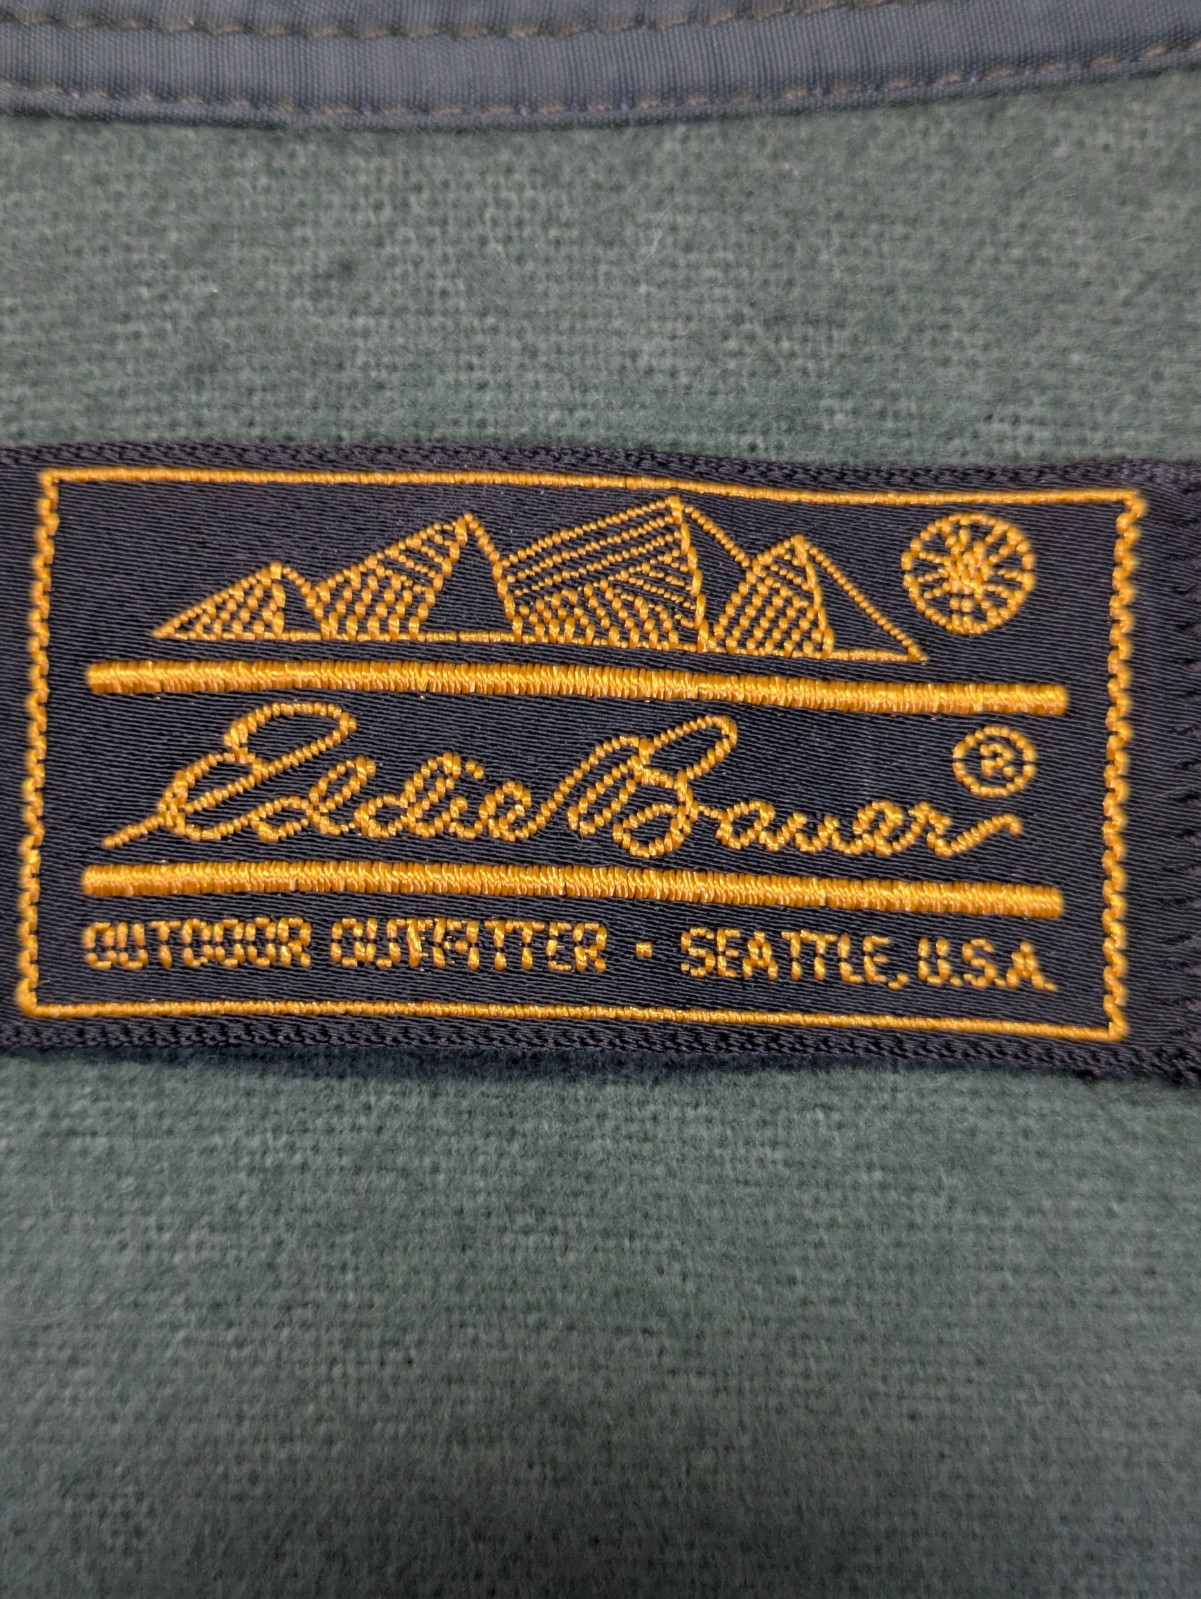 Eddie Bauer ®
OUTDOOR OUTFITTER · SEATTLE, U.S.A.